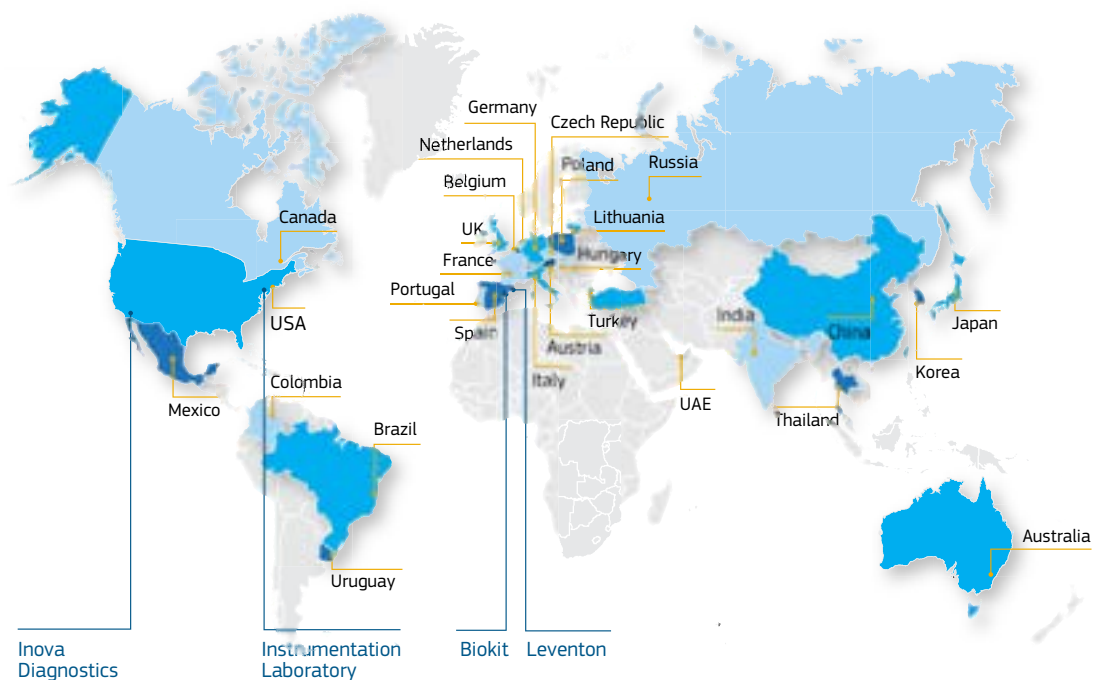 Germany
Czech Republic
Netherlands
Poland
Russia
Belgium
Canada
Lithuania
UK
Hungary
France
Portugal
India
USA
Spain
Turkey
China
Japan
Austria
Korea
Colombia
Italy
Mexico
UAE
Thailand
Brazil
Australia
Uruguay
Inova
Diagnostics
Instrumentation
Laboratory
Biokit
Leventon